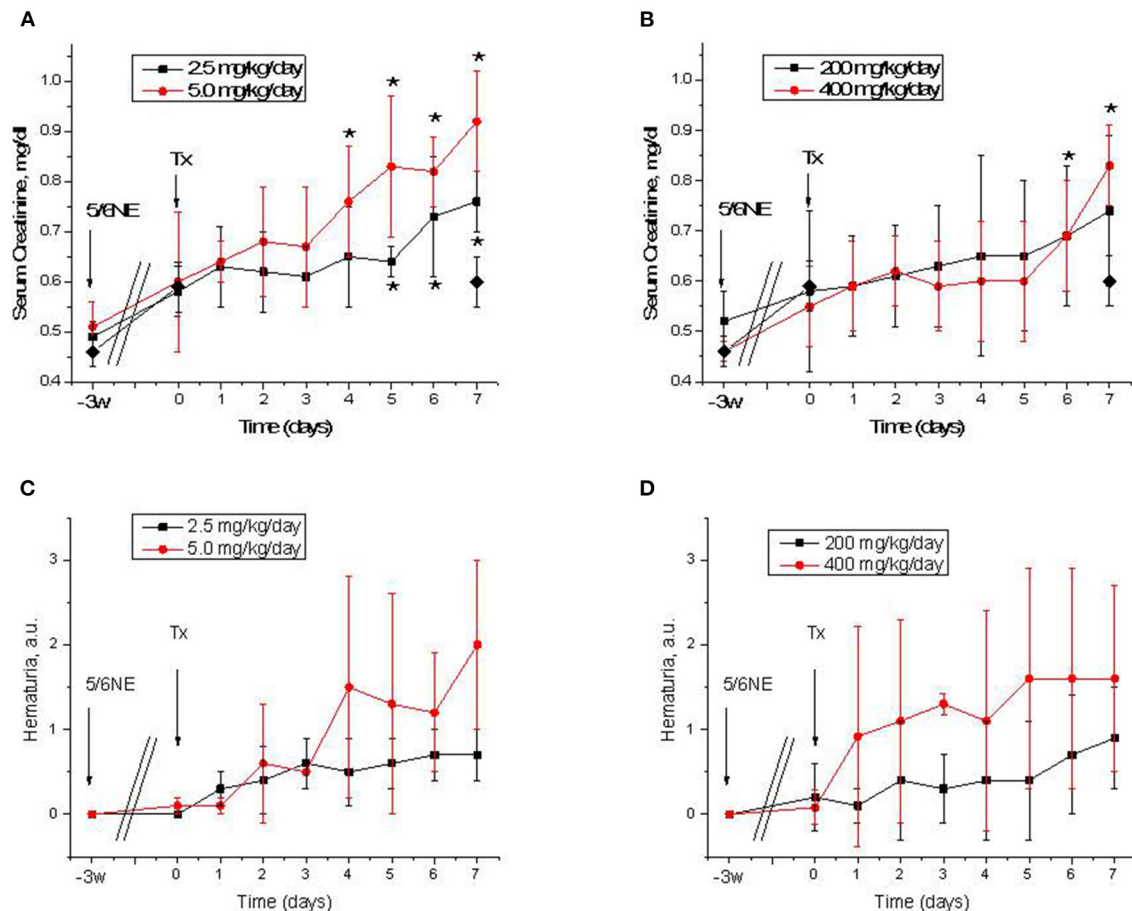 A
2.5 mg/kg/day
5.0 mg/kg/day
1.0
0.9
0.8
0.7
0.6
0.5
0.4
Serum Creatinine, mg/dl
5/6NE
Tx
*
*
*
*
*
*
*
-3w
0
1
2
3
4
5
6
7
Time (days)
B
200 mg/kg/day
400 mg/kg/day
1.0
0.9
0.8
0.7
0.6
0.5
0.4
Serum Creatinine, mg/dl
5/6NE
Tx
*
*
-3w
0
1
2
3
4
5
6
7
Time (days)
C
2.5 mg/kg/day
5.0 mg/kg/day
3
2
1
0
Hematuria, a.u.
5/6NE
Tx
-3w
0
1
2
3
4
5
6
7
Time (days)
D
200 mg/kg/day
400 mg/kg/day
3
2
1
0
Hematuria, a.u.
5/6NE
Tx
-3w
0
1
2
3
4
5
6
7
Time (days)